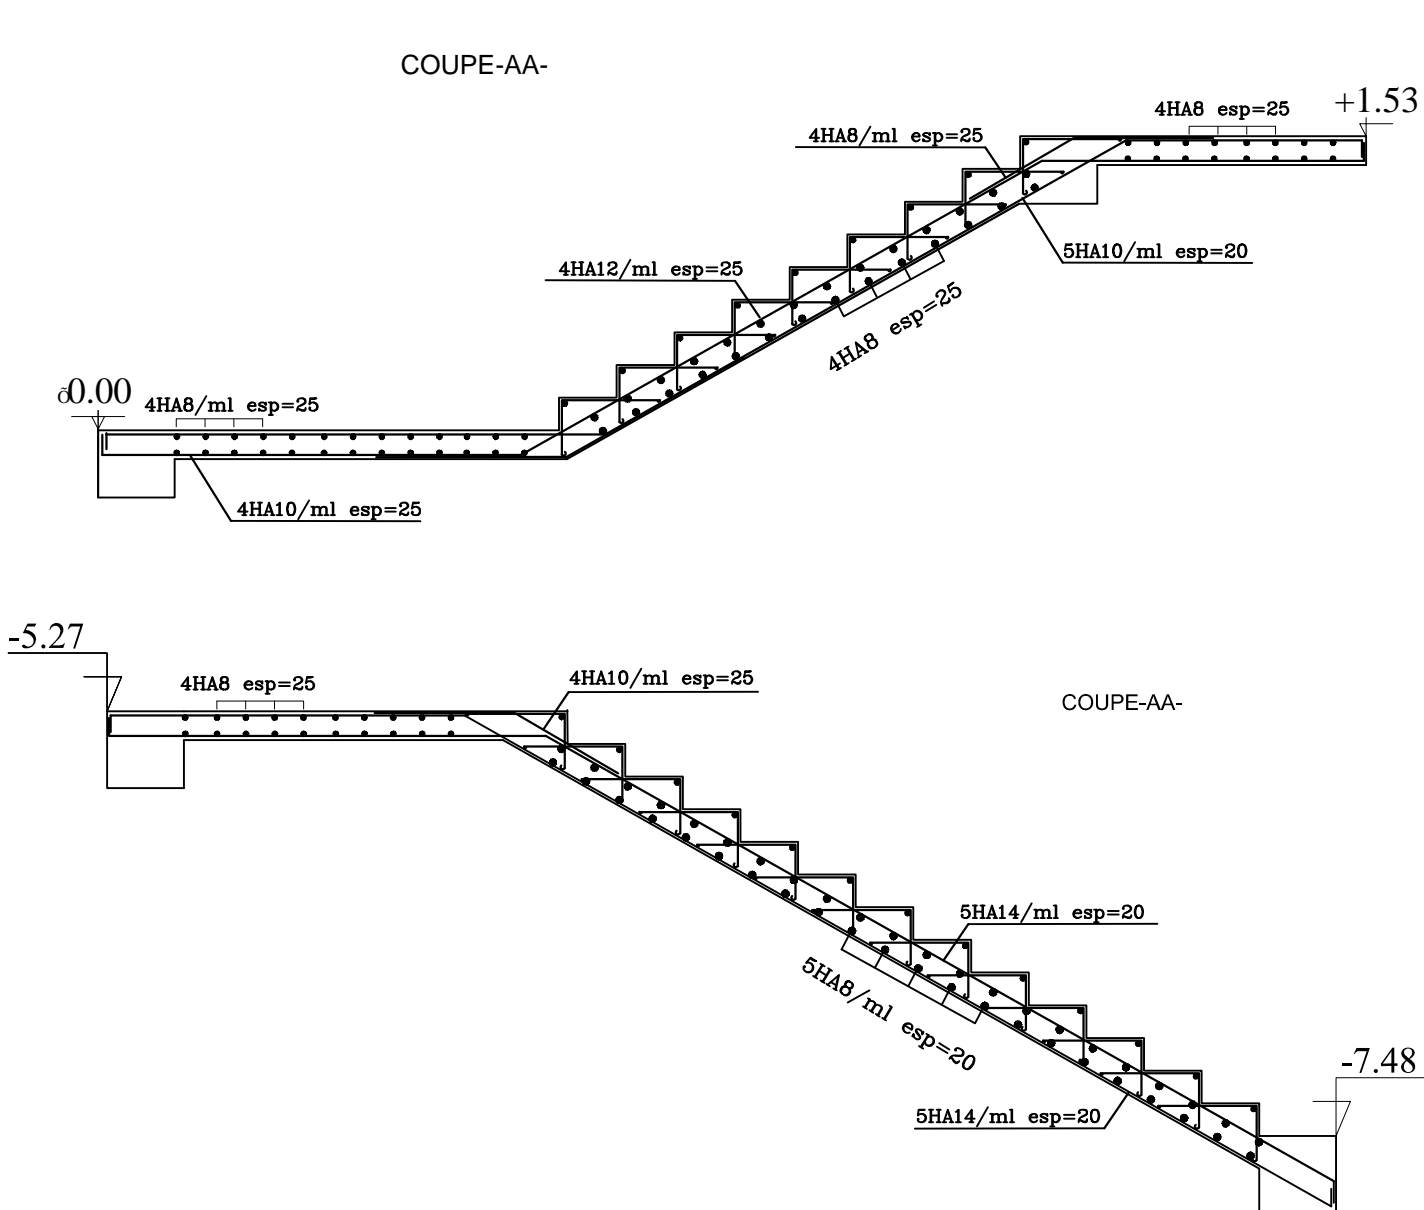 COUPE-AA-
4HA8 esp=25
+1.53
4HA8/ml esp=25
5HA10/ml esp=20
4HA12/ml esp=25
4HA8 esp=25
õ0.00
4HA8/ml esp=25
4HA10/ml esp=25
-5.27
4HA8 esp=25
4HA10/ml esp=25
COUPE-AA-
5HA14/ml esp=20
5HA8/ml esp=20
-7.48
5HA14/ml esp=20